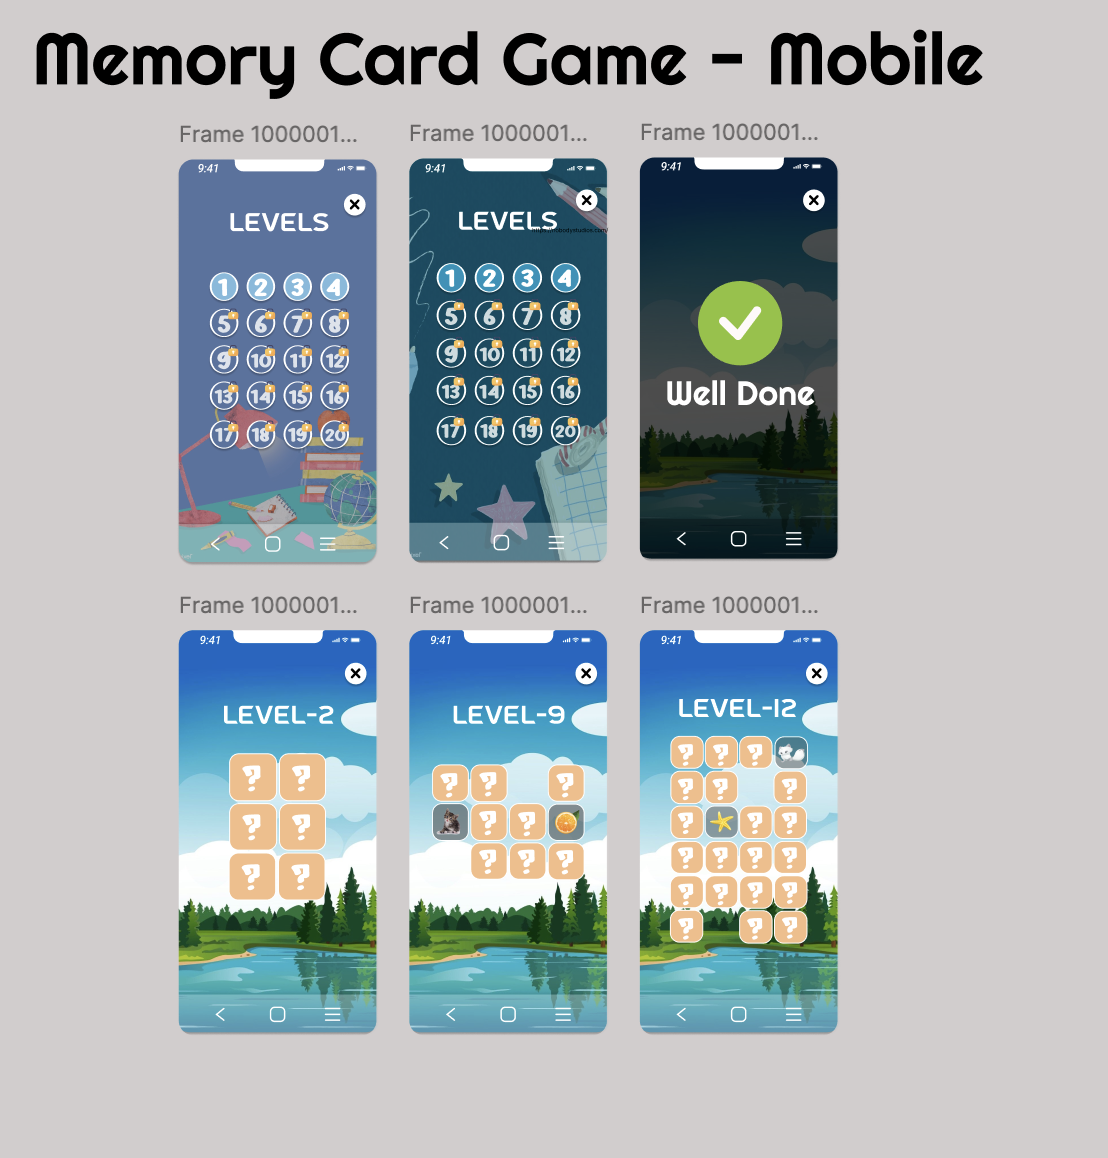 Memory Card Game - Mobile
Frame 1000001...
Frame 1000001...
Frame 1000001...
9:41
LEVELS
1 2 3 4
5 6 7 8
9 10 11 12
13 14 15 16
17 18 19 20
9:41
LEVELS
1 2 3 4
5 6 7 8
9 10 11 12
13 14 15 16
17 18 19 20
9:41
Well Done
Frame 1000001...
Frame 1000001...
Frame 1000001...
9:41
LEVEL-2
? ?
? ?
? ?
9:41
LEVEL-9
? ? ?
? ?
? ? ?
9:41
LEVEL-12
? ? ?
? ? ?
? ? ?
? ? ? ?
? ? ? ?
? ? ?